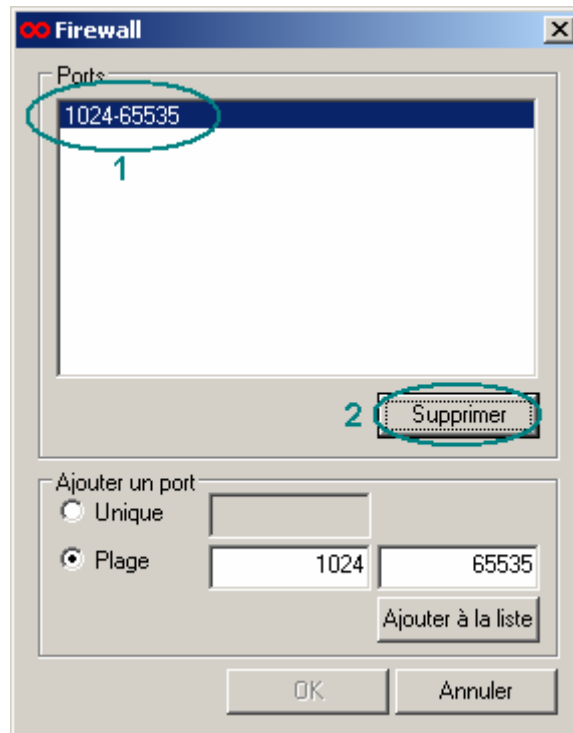 Firewall
Ports
1024-65535
1
2 Supprimer
Ajouter un port
Unique
Plage 1024 65535
Ajouter à la liste
OK Annuler